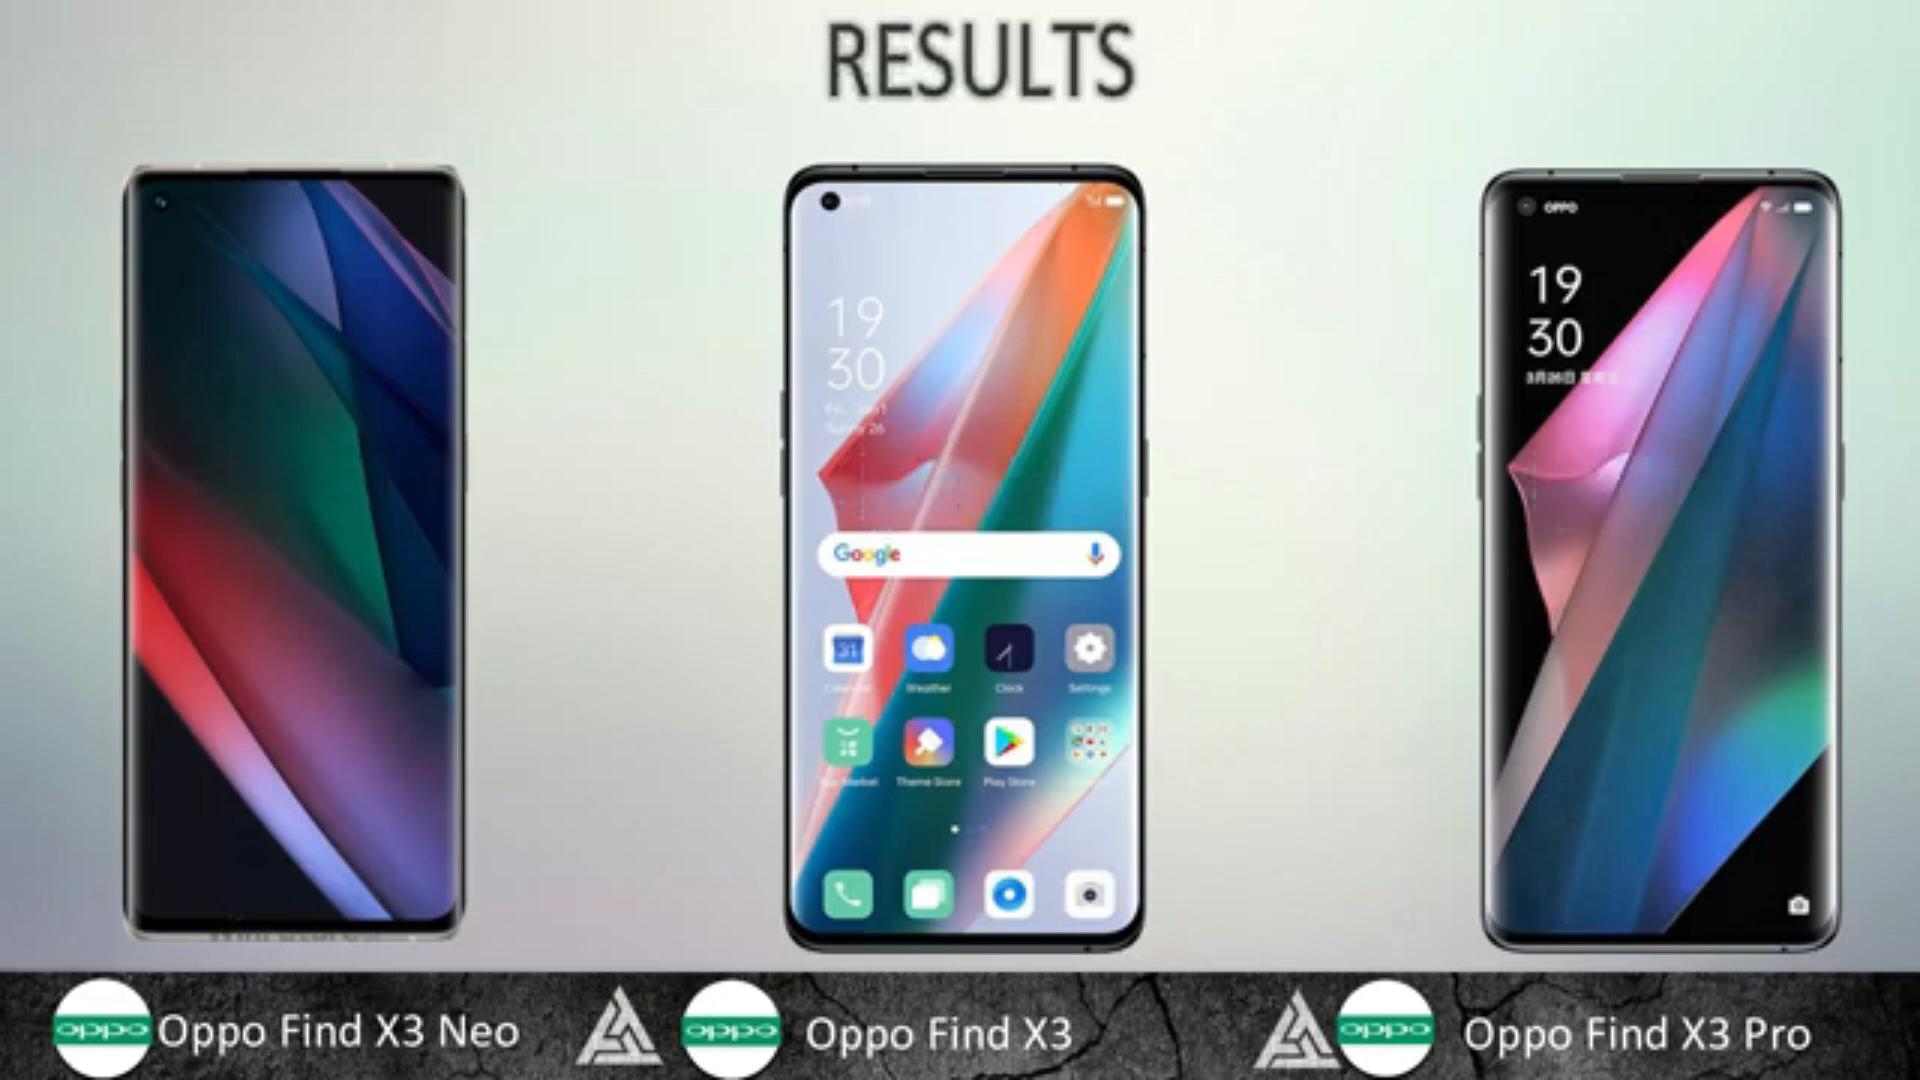 RESULTS
OPPO
19
30
19
30
Google
31
Weather
Clock
Settings
Theme Store
Play Store
oppo Oppo Find X3 Neo
oppo Oppo Find X3
oppo Oppo Find X3 Pro